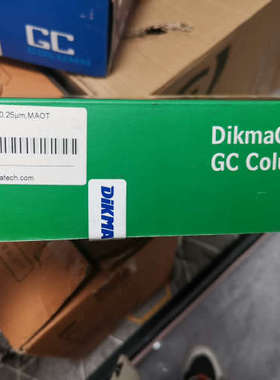 GC
0.25µm,MAOT
atech.com
DiKMA
DikmaC
GC Colu